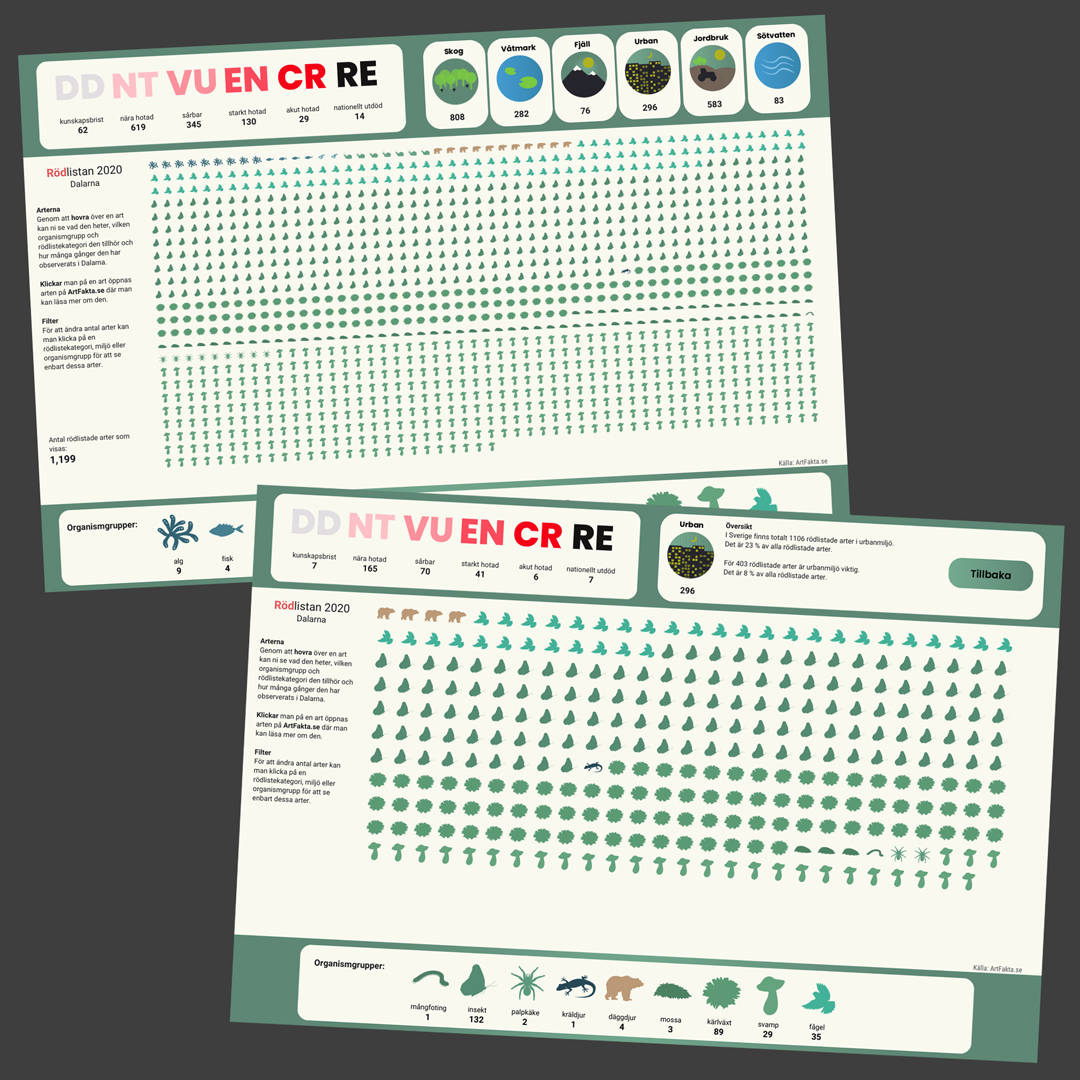 DD NT VU EN CR RE
kunskapsbrist nära hotad sårbar starkt hotad akut hotad nationellt utdöd
62 619 345 130 29 14
Skog Våtmark Fjäll Urban Jordbruk Sötvatten
808 282 76 296 583 83
Rödlistan 2020
Dalarna
Arterna
Genom att hovra över en art
kan ni se vad den heter, vilken
organismgrupp och
rödlistekategori den tillhör och
hur många gånger den har
observerats i Dalarna.
Klickar man på en art öppnas
arten på ArtFakta.se där man
kan läsa mer om den.
Filter
För att ändra antal arter kan
man klicka på en
rödlistekategori, miljö eller
organismgrupp för att se
enbart dessa arter.
Antal rödlistade arter som
visas:
1,199
Källa: ArtFakta.se
Organismgrupper:
alg fisk
9 4
DD NT VU EN CR RE
kunskapsbrist nära hotad sårbar starkt hotad akut hotad nationellt utdöd
7 165 70 41 6 7
Urban
296
Översikt
I Sverige finns totalt 1106 rödlistade arter i urbanmiljö.
Det är 23 % av alla rödlistade arter.
För 403 rödlistade arter är urbanmiljö viktig.
Det är 8 % av alla rödlistade arter.
Tillbaka
Rödlistan 2020
Dalarna
Arterna
Genom att hovra över en art
kan ni se vad den heter, vilken
organismgrupp och
rödlistekategori den tillhör och
hur många gånger den har
observerats i Dalarna.
Klickar man på en art öppnas
arten på ArtFakta.se där man
kan läsa mer om den.
Filter
För att ändra antal arter kan
man klicka på en
rödlistekategori, miljö eller
organismgrupp för att se
enbart dessa arter.
Källa: ArtFakta.se
Organismgrupper:
mångfoting insekt palpkäke kräldjur däggdjur mossa kärlväxt svamp fågel
1 132 2 1 4 3 89 29 35